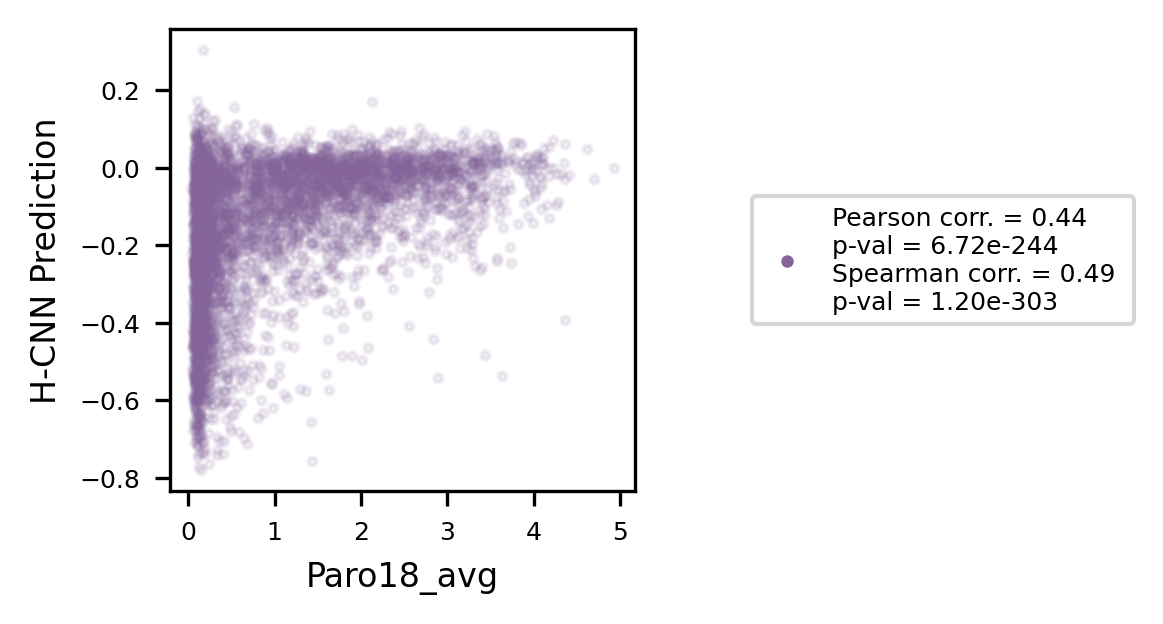 H-CNN Prediction
0.2
0.0
−0.2
−0.4
−0.6
−0.8
0 1 2 3 4 5
Paro18_avg
Pearson corr. = 0.44
p-val = 6.72e-244
Spearman corr. = 0.49
p-val = 1.20e-303